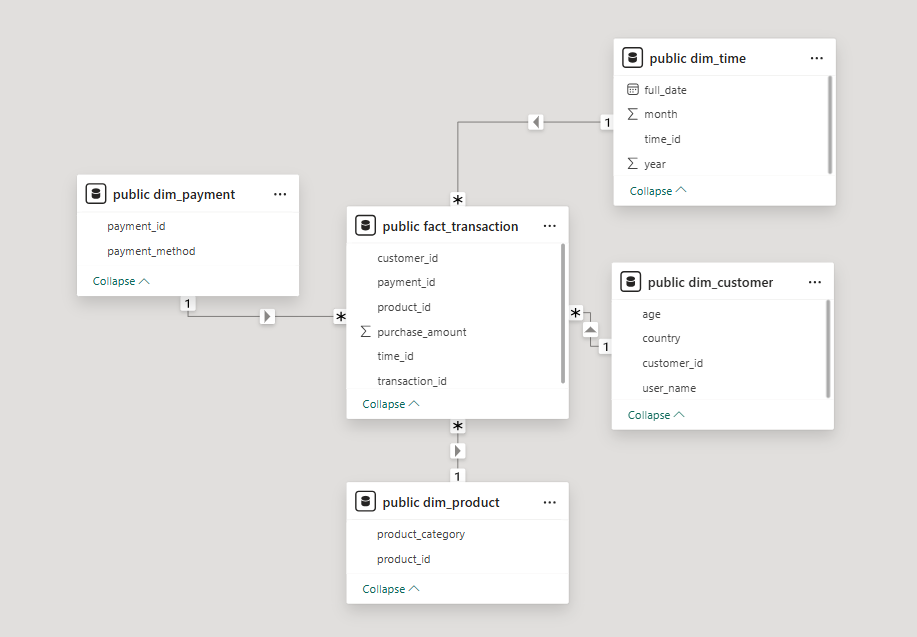 public dim_time
full_date
month
time_id
year
Collapse
1
public dim_payment
payment_id
payment_method
Collapse
1
*
*
public fact_transaction
customer_id
payment_id
product_id
purchase_amount
time_id
transaction_id
Collapse
*
1
public dim_customer
age
country
customer_id
user_name
Collapse
*
1
public dim_product
product_category
product_id
Collapse